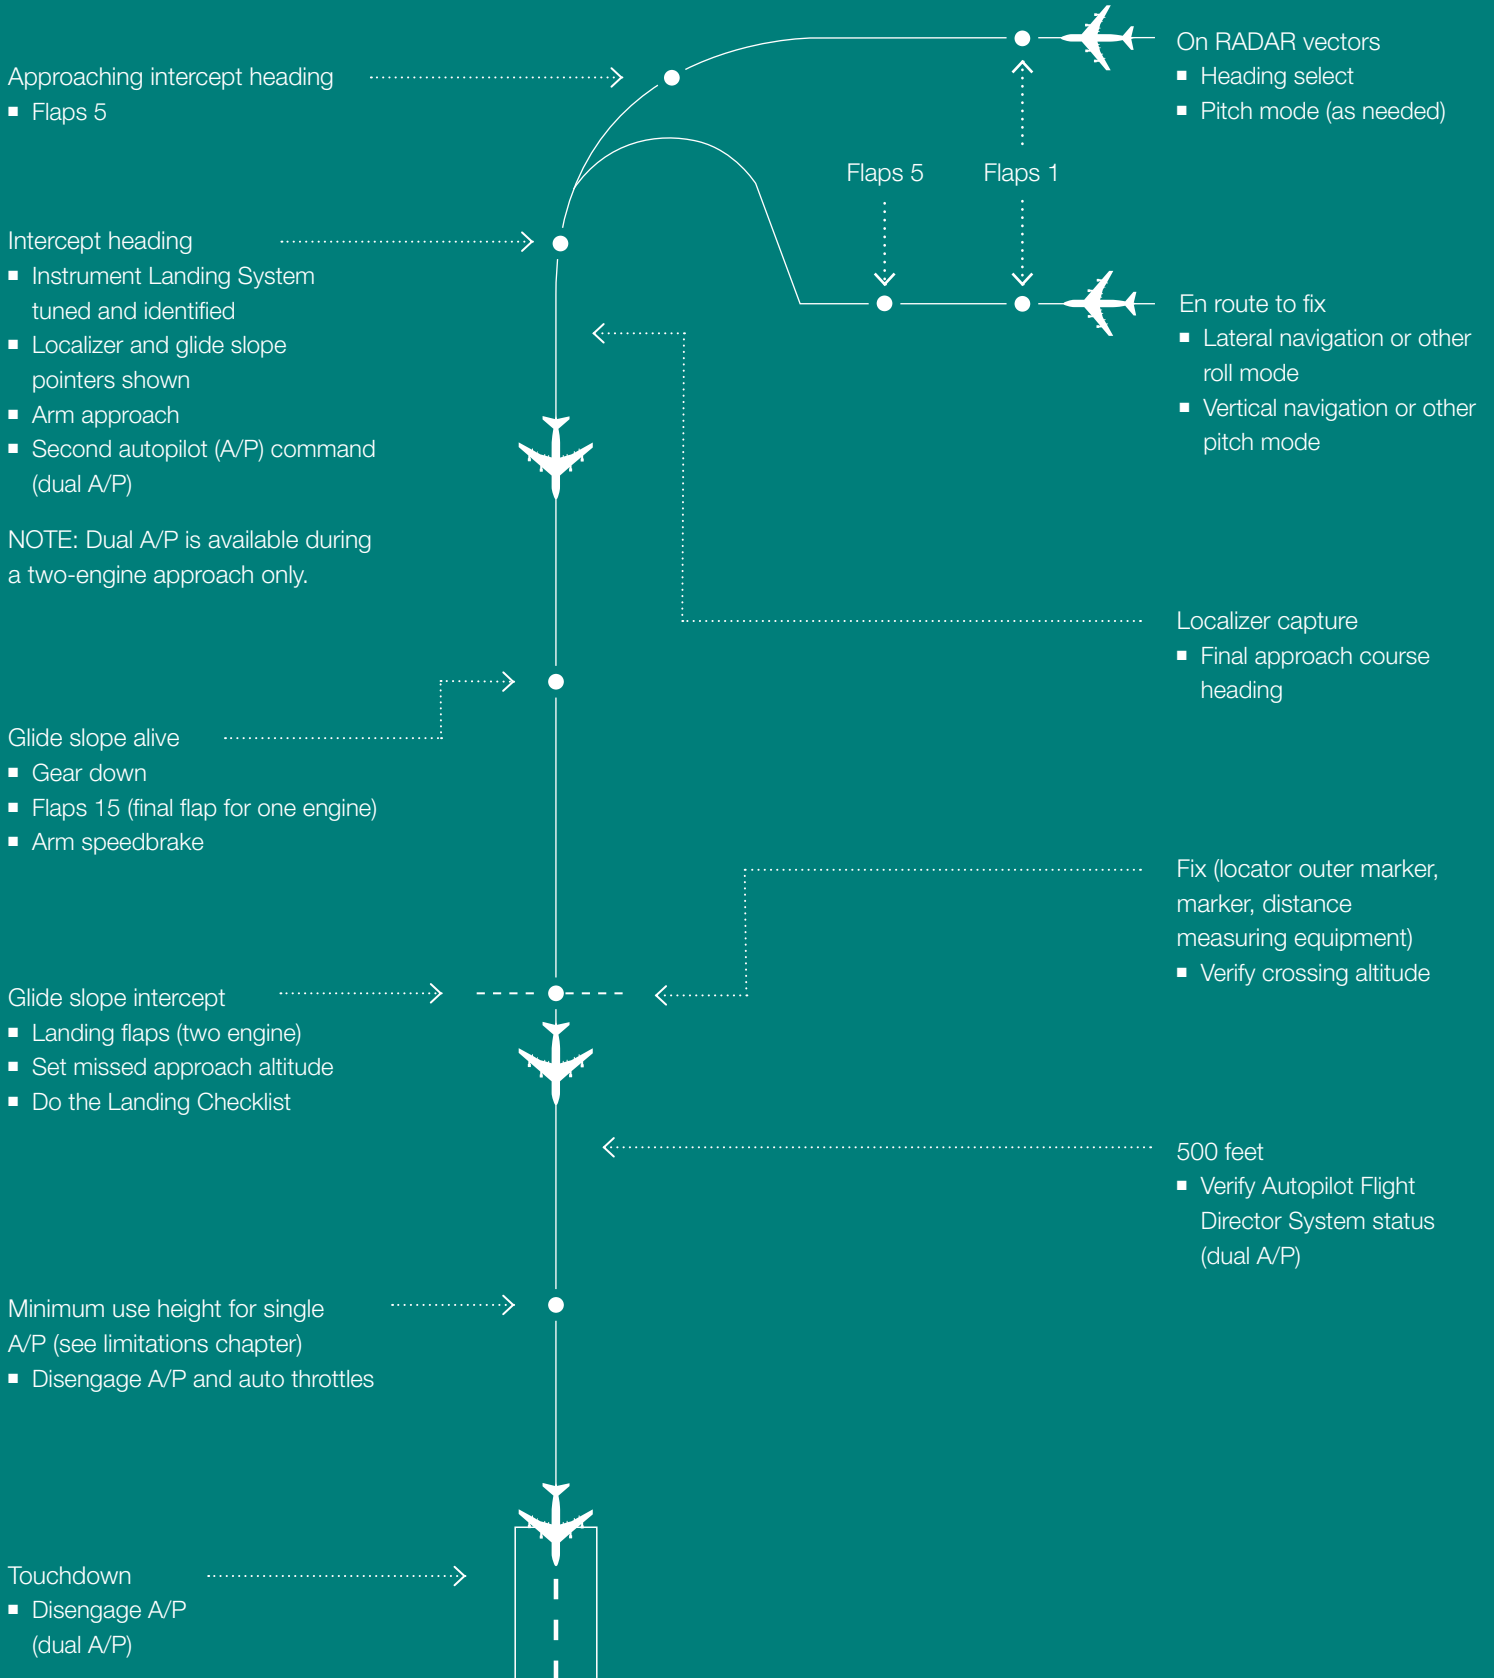 On RADAR vectors
■ Heading select
■ Pitch mode (as needed)
Approaching intercept heading
■ Flaps 5
Flaps 5
Flaps 1
Intercept heading
■ Instrument Landing System
tuned and identified
■ Localizer and glide slope
pointers shown
■ Arm approach
■ Second autopilot (A/P) command
(dual A/P)
NOTE: Dual A/P is available during
a two-engine approach only.
En route to fix
■ Lateral navigation or other
roll mode
■ Vertical navigation or other
pitch mode
Localizer capture
■ Final approach course
heading
Glide slope alive
■ Gear down
■ Flaps 15 (final flap for one engine)
■ Arm speedbrake
Fix (locator outer marker,
marker, distance
measuring equipment)
■ Verify crossing altitude
Glide slope intercept
■ Landing flaps (two engine)
■ Set missed approach altitude
■ Do the Landing Checklist
500 feet
■ Verify Autopilot Flight
Director System status
(dual A/P)
Minimum use height for single
A/P (see limitations chapter)
■ Disengage A/P and auto throttles
Touchdown
■ Disengage A/P
(dual A/P)